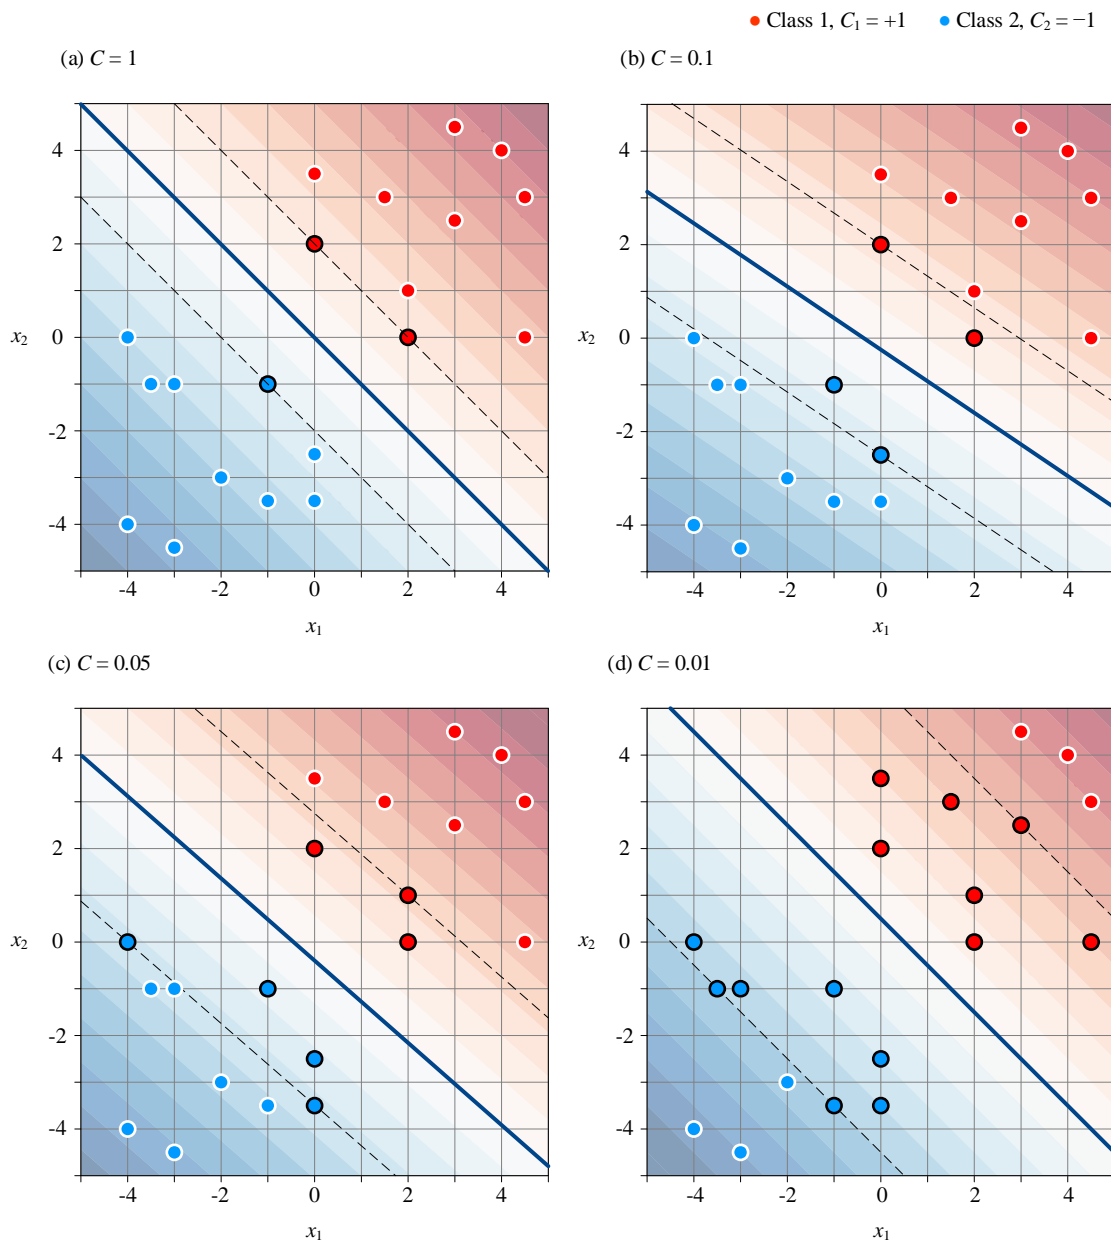 Class 1, C1 = +1 Class 2, C2 = −1
(a) C = 1 (b) C = 0.1
4 4
2 2
x2 0 x2 0
-2 -2
-4 -4
-4 -2 0 2 4 -4 -2 0 2 4
x1 x1
(c) C = 0.05 (d) C = 0.01
4 4
2 2
x2 0 x2 0
-2 -2
-4 -4
-4 -2 0 2 4 -4 -2 0 2 4
x1 x1